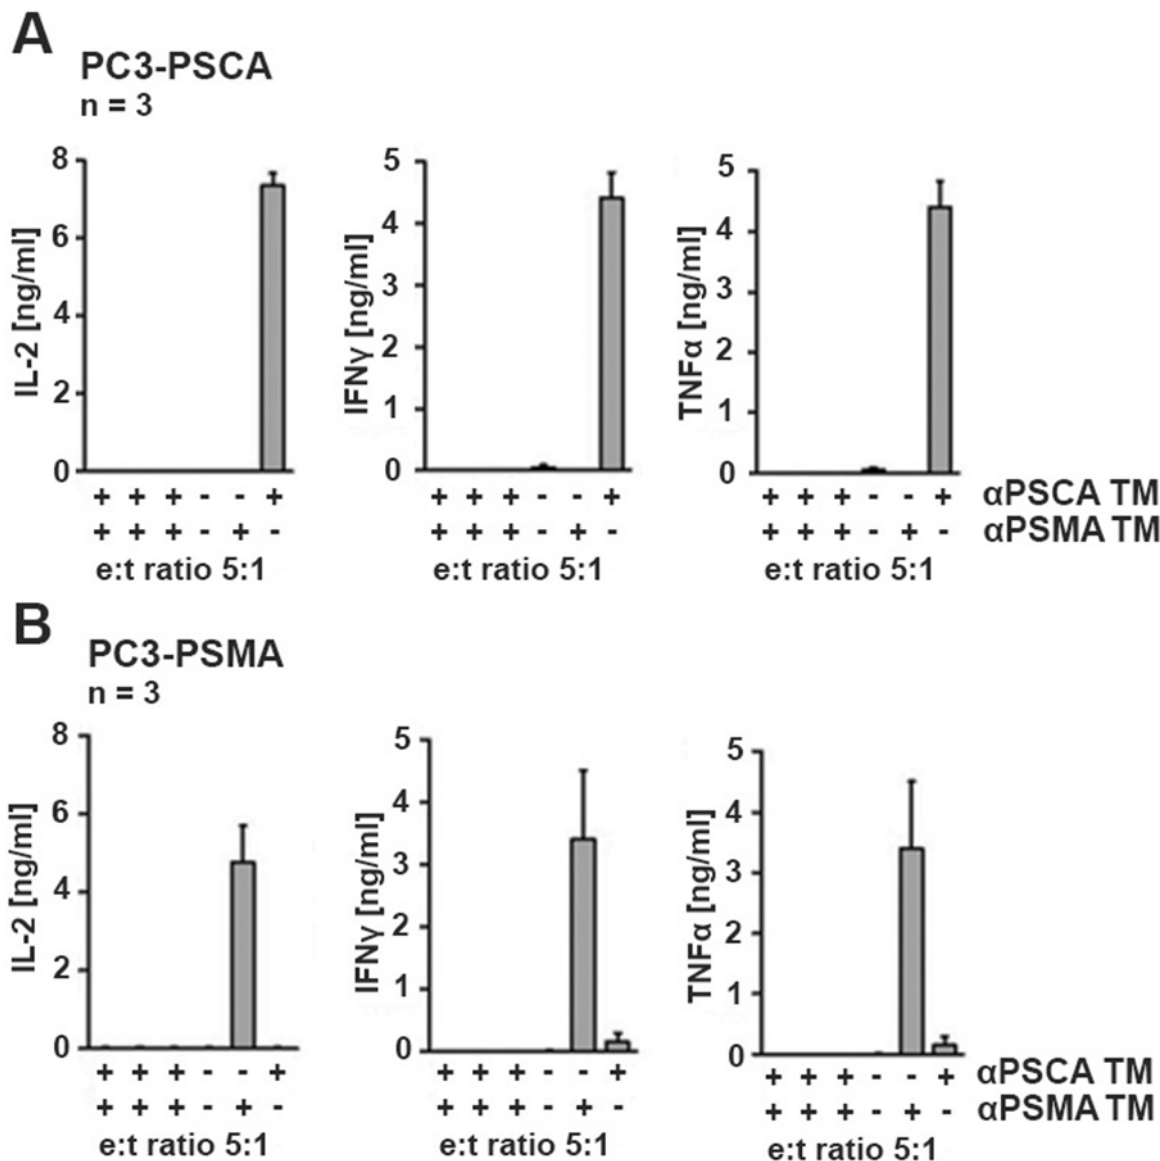 A
PC3-PSCA
n = 3
IL-2 [ng/ml]
8
6
4
2
0
+ + + - - +
+ + + - + -
e:t ratio 5:1
IFNγ [ng/ml]
5
4
3
2
1
0
+ + + - - +
+ + + - + -
e:t ratio 5:1
TNFα [ng/ml]
5
4
3
2
1
0
+ + + - - + αPSCA TM
+ + + - + - αPSMA TM
e:t ratio 5:1
B
PC3-PSMA
n = 3
IL-2 [ng/ml]
8
6
4
2
0
+ + + - - +
+ + + - + -
e:t ratio 5:1
IFNγ [ng/ml]
5
4
3
2
1
0
+ + + - - +
+ + + - + -
e:t ratio 5:1
TNFα [ng/ml]
5
4
3
2
1
0
+ + + - - + αPSCA TM
+ + + - + - αPSMA TM
e:t ratio 5:1